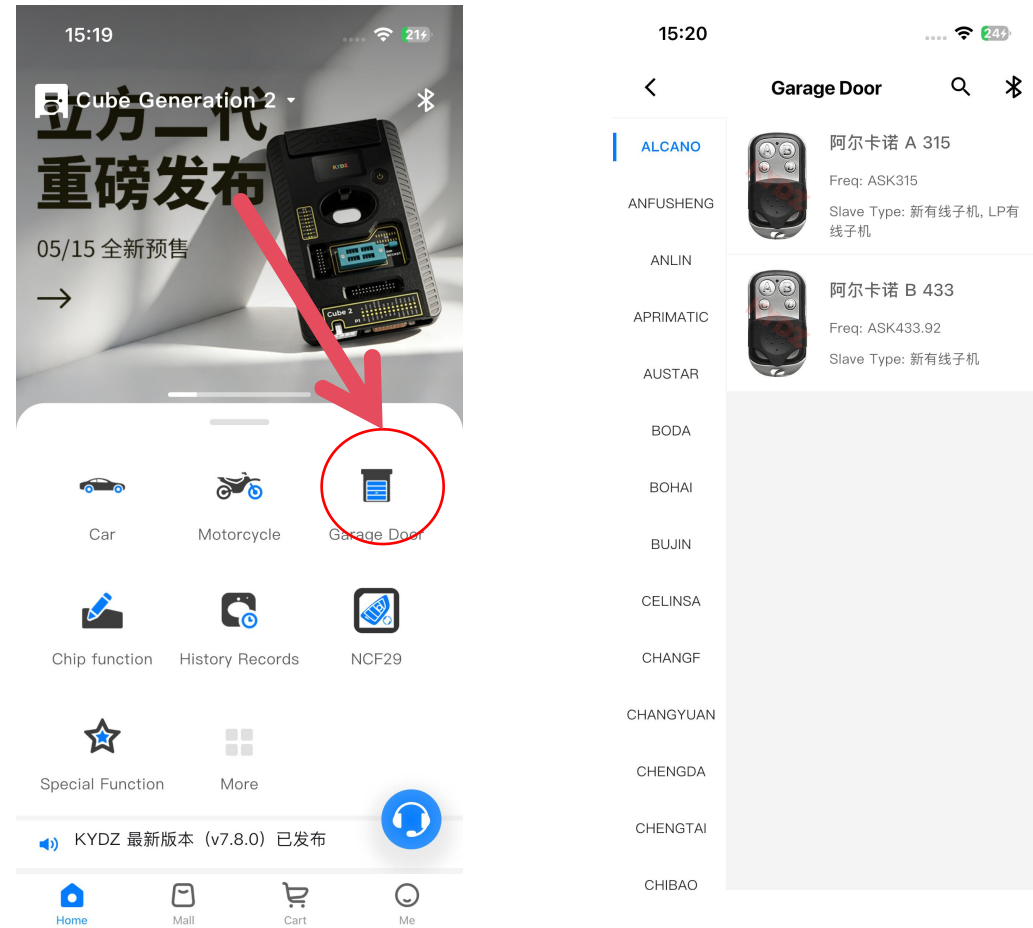 15:19
21
Cube Generation 2
立方二代
重磅发布
05/15 全新预售
KYDZ
Cube 2
Car
Motorcycle
Garage Door
Chip function
History Records
NCF29
Special Function
More
KYDZ 最新版本（v7.8.0）已发布
Home
Mall
Cart
Me
15:20
24
Garage Door
ALCANO
ANFUSHENG
ANLIN
APRIMATIC
AUSTAR
BODA
BOHAI
BUJIN
CELINSA
CHANGF
CHANGYUAN
CHENGDA
CHENGTAI
CHIBAO
阿尔卡诺 A 315
Freq: ASK315
Slave Type: 新有线子机, LP有
线子机
阿尔卡诺 B 433
Freq: ASK433.92
Slave Type: 新有线子机